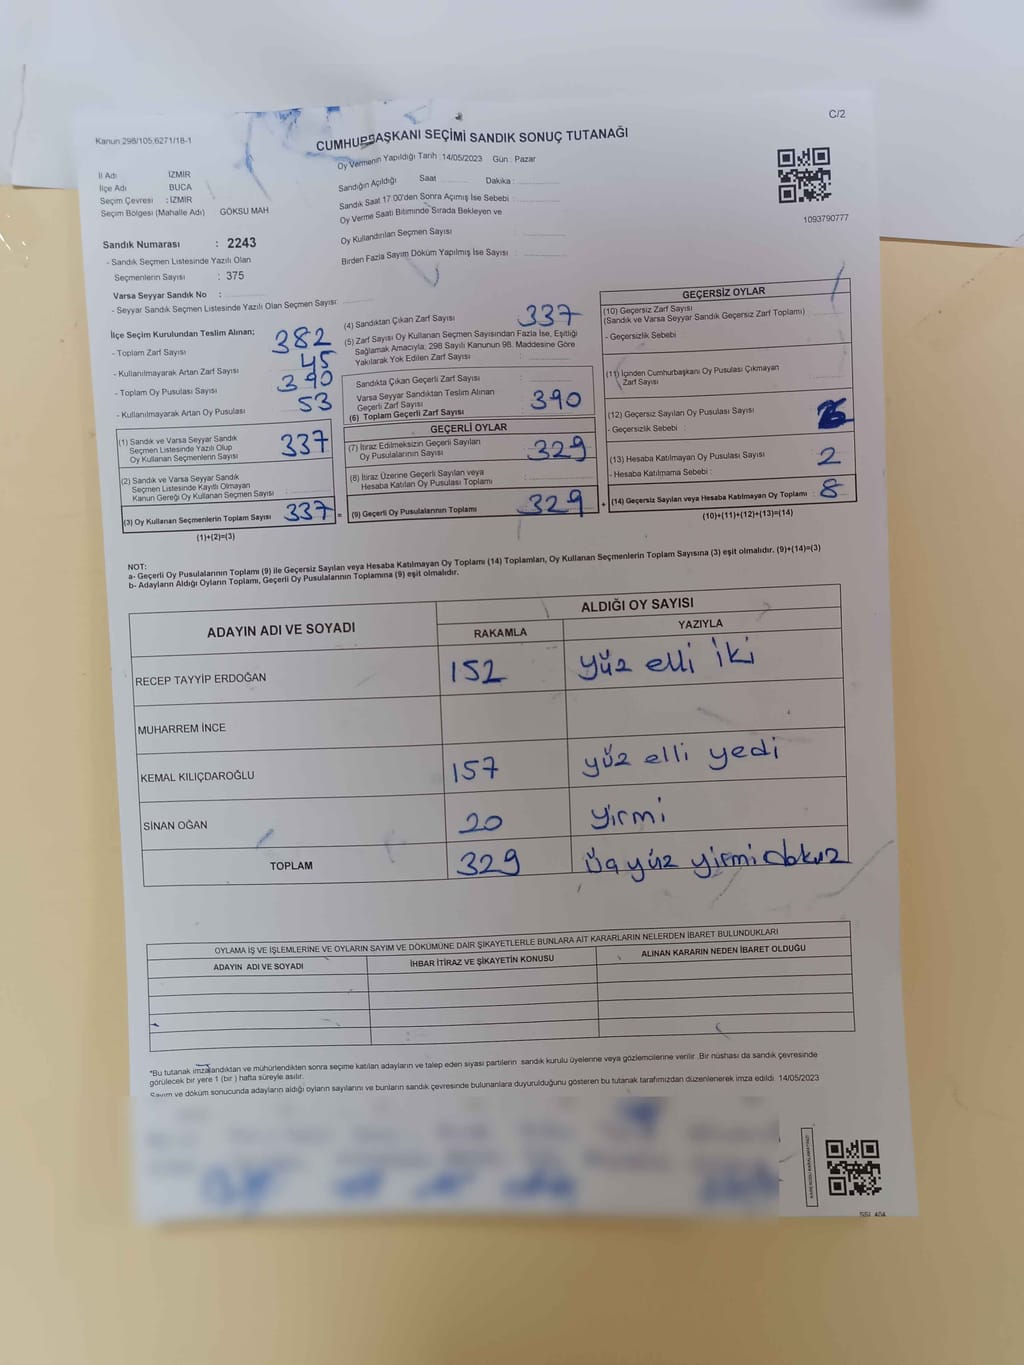 C/2
Kanun:298/105,6271/18-1
CUMHURBAŞKANI SEÇİMİ SANDIK SONUÇ TUTANAĞI
Oy Vermenin Yapıldığı Tarih :14/05/2023 Gün : Pazar
İl Adı İZMİR
İlçe Adı BUCA
Seçim Çevresi : İZMİR
Seçim Bölgesi (Mahalle Adı) GÖKSU MAH
Sandığın Açıldığı Saat Dakika :
Sandık Saat 17.00'den Sonra Açımış İse Sebebi :
Oy Verme Saati Bitiminde Sırada Bekleyen ve
Oy Kullandırılan Seçmen Sayısı :
Birden Fazla Sayım Döküm Yapılmış İse Sayısı :
1093790777
Sandık Numarası : 2243
- Sandık Seçmen Listesinde Yazılı Olan
Seçmenlerin Sayısı : 375
Varsa Seyyar Sandık No :
- Seyyar Sandık Seçmen Listesinde Yazılı Olan Seçmen Sayısı:
İlçe Seçim Kurulundan Teslim Alınan;
- Toplam Zarf Sayısı 382
- Kullanılmayarak Artan Zarf Sayısı 45
- Toplam Oy Pusulası Sayısı 390
- Kullanılmayarak Artan Oy Pusulası 53
(1) Sandık ve Varsa Seyyar Sandık
Seçmen Listesinde Yazılı Olup
Oy Kullanan Seçmenlerin Sayısı 337
(2) Sandık ve Varsa Seyyar Sandık
Seçmen Listesinde Kayıtlı Olmayan
Kanun Gereği Oy Kullanan Seçmen Sayısı :
(3) Oy Kullanan Seçmenlerin Toplam Sayısı 337 =
(1)+(2)=(3)
(4) Sandıktan Çıkan Zarf Sayısı 337
(5) Zarf Sayısı Oy Kullanan Seçmen Sayısından Fazla İse, Eşitliği
Sağlamak Amacıyla, 298 Sayılı Kanunun 98. Maddesine Göre
Yakılarak Yok Edilen Zarf Sayısı :
Sandıkta Çıkan Geçerli Zarf Sayısı :
Varsa Seyyar Sandıktan Teslim Alınan
Geçerli Zarf Sayısı
(6) Toplam Geçerli Zarf Sayısı 390
GEÇERLİ OYLAR
(7) İtiraz Edilmeksizin Geçerli Sayılan
Oy Pusulalarının Sayısı 329
(8) İtiraz Üzerine Geçerli Sayılan veya
Hesaba Katılan Oy Pusulası Toplamı :
(9) Geçerli Oy Pusulalarının Toplamı 329 +
GEÇERSİZ OYLAR
(10) Geçersiz Zarf Sayısı
(Sandık ve Varsa Seyyar Sandık Geçersiz Zarf Toplamı)
- Geçersizlik Sebebi
(11) İçinden Cumhurbaşkanı Oy Pusulası Çıkmayan
Zarf Sayısı
(12) Geçersiz Sayılan Oy Pusulası Sayısı
- Geçersizlik Sebebi :
(13) Hesaba Katılmayan Oy Pusulası Sayısı 2
- Hesaba Katılmama Sebebi :
(14) Geçersiz Sayılan veya Hesaba Katılmayan Oy Toplamı : 8
(10)+(11)+(12)+(13)=(14)
NOT:
a- Geçerli Oy Pusulalarının Toplamı (9) ile Geçersiz Sayılan veya Hesaba Katılmayan Oy Toplamı (14) Toplamları, Oy Kullanan Seçmenlerin Toplam Sayısına (3) eşit olmalıdır. (9)+(14)=(3)
b- Adayların Aldığı Oyların Toplamı, Geçerli Oy Pusulalarının Toplamına (9) eşit olmalıdır.
ADAYIN ADI VE SOYADI ALDIĞI OY SAYISI
RAKAMLA YAZIYLA
RECEP TAYYİP ERDOĞAN 152 yüz elli iki
MUHARREM İNCE
KEMAL KILIÇDAROĞLU 157 yüz elli yedi
SİNAN OĞAN 20 yirmi
TOPLAM 329 üç yüz yirmi dokuz
OYLAMA İŞ VE İŞLEMLERİNE VE OYLARIN SAYIM VE DÖKÜMÜNE DAİR ŞİKAYETLERLE BUNLARA AİT KARARLARIN NELERDEN İBARET BULUNDUKLARI
ADAYIN ADI VE SOYADI İHBAR İTİRAZ VE ŞİKAYETİN KONUSU ALINAN KARARIN NEDEN İBARET OLDUĞU
*Bu tutanak imzalandıktan ve mühürlendikten sonra seçime katılan adayların ve talep eden siyasi partilerin sandık kurulu üyelerine veya gözlemcilerine verilir. Bir nüshası da sandık çevresinde
görülecek bir yere 1 (bir ) hafta süreyle asılır.
Sayım ve döküm sonucunda adayların aldığı oyların sayılarını ve bunların sandık çevresinde bulunanlara duyurulduğunu gösteren bu tutanak tarafımızdan düzenlenerek imza edildi. 14/05/2023